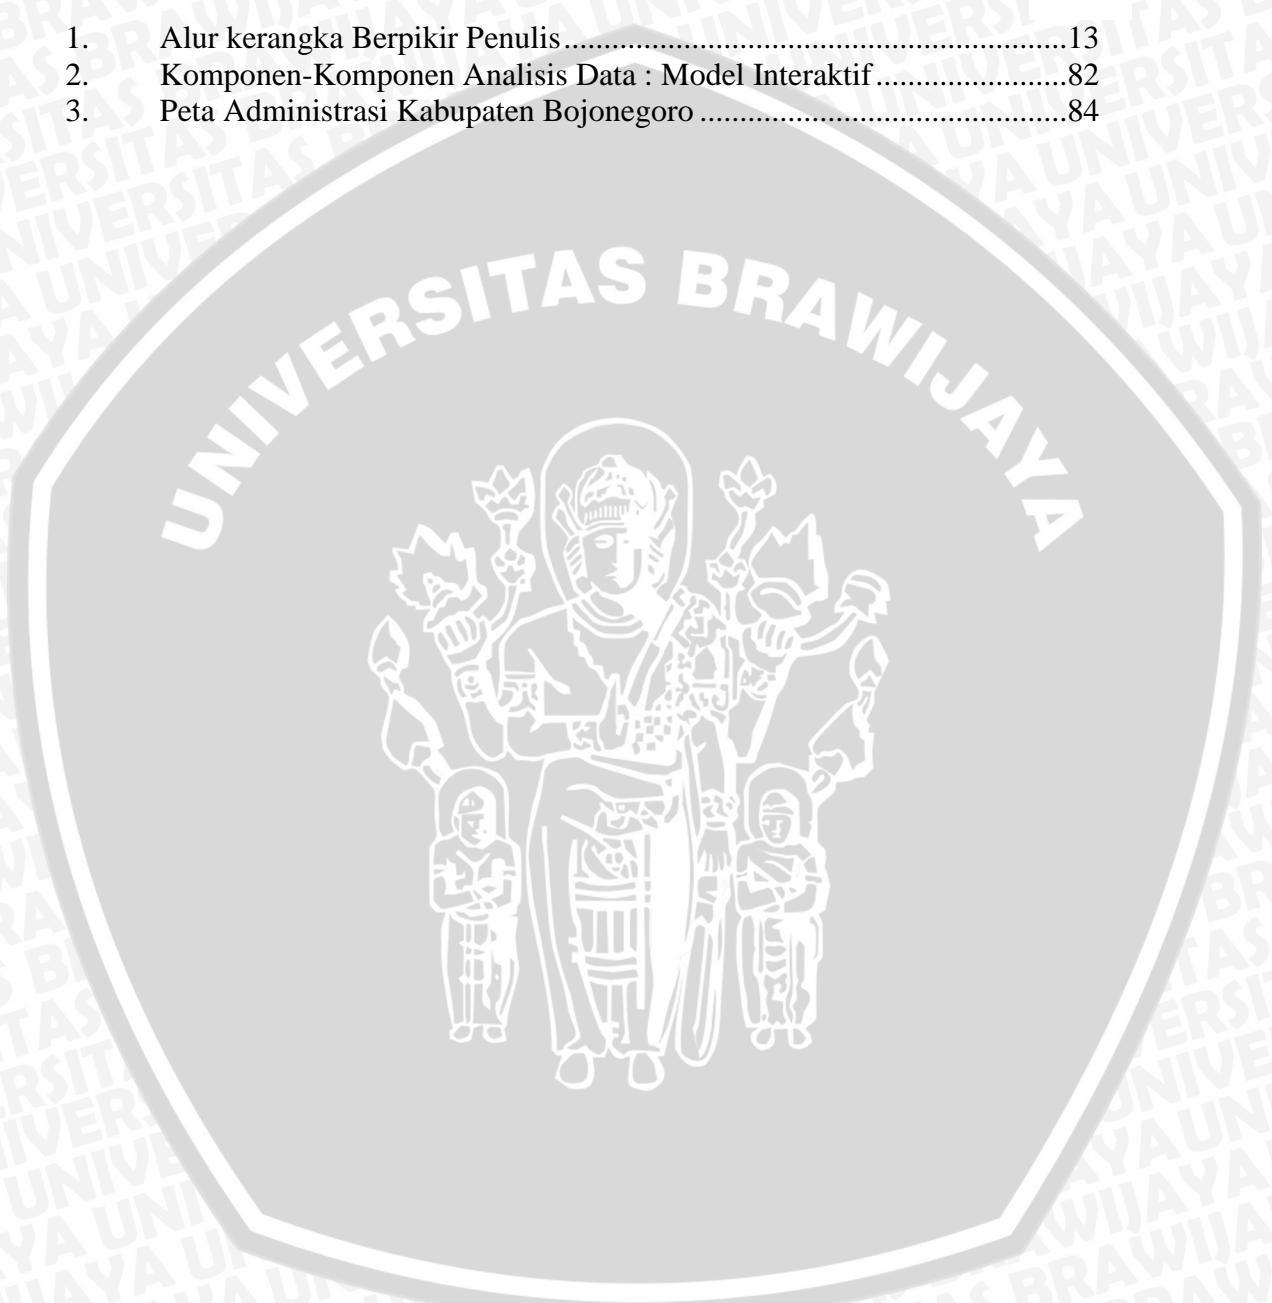 1. Alur kerangka Berpikir Penulis...............................................................13
2. Komponen-Komponen Analisis Data : Model Interaktif........................82
3. Peta Administrasi Kabupaten Bojonegoro..............................................84
UNIVERSITAS BRAWIJAYA